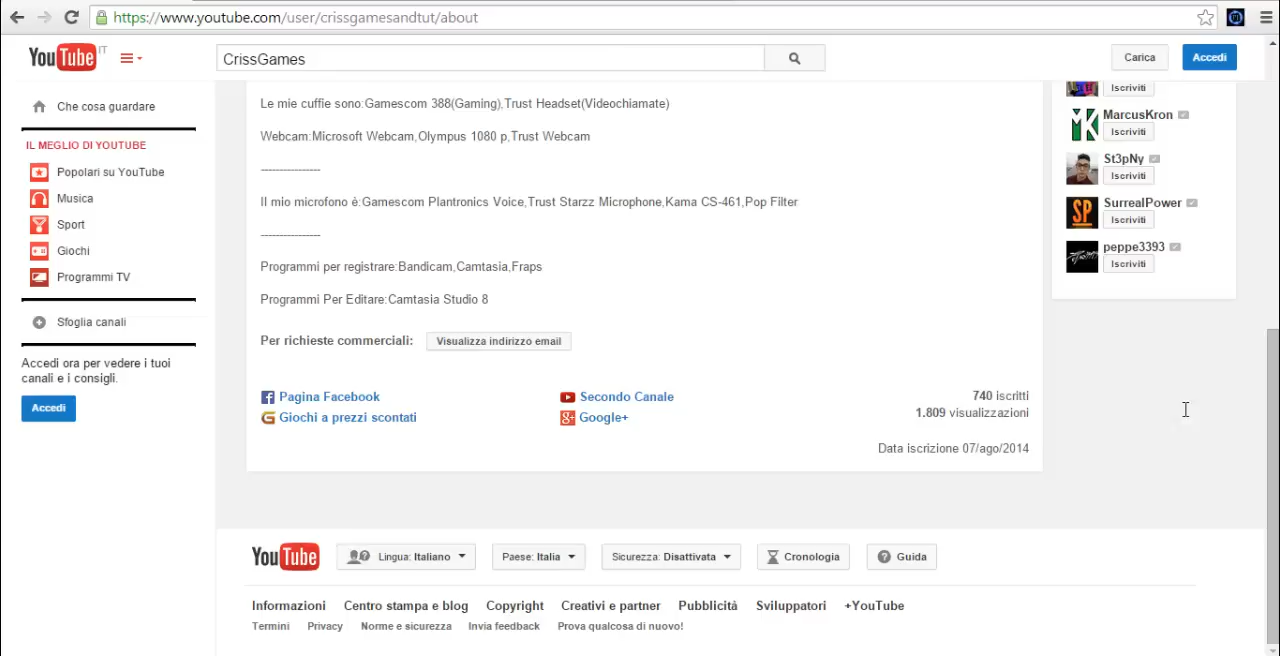 https://www.youtube.com/user/crissgamesandtut/about
YouTube IT
CrissGames
Carica
Accedi
Che cosa guardare
IL MEGLIO DI YOUTUBE
Popolari su YouTube
Musica
Sport
Giochi
Programmi TV
Sfoglia canali
Accedi ora per vedere i tuoi
canali e i consigli.
Accedi
Le mie cuffie sono:Gamescom 388(Gaming),Trust Headset(Videochiamate)
Webcam:Microsoft Webcam,Olympus 1080 p,Trust Webcam
----------------
Il mio microfono è:Gamescom Plantronics Voice,Trust Starzz Microphone,Kama CS-461,Pop Filter
----------------
Programmi per registrare:Bandicam,Camtasia,Fraps
Programmi Per Editare:Camtasia Studio 8
Per richieste commerciali: Visualizza indirizzo email
Pagina Facebook
Secondo Canale
Giochi a prezzi scontati
Google+
740 iscritti
1.809 visualizzazioni
Data iscrizione 07/ago/2014
Iscriviti
MarcusKron
Iscriviti
St3pNy
Iscriviti
SurrealPower
Iscriviti
peppe3393
Iscriviti
YouTube
Lingua: Italiano
Paese: Italia
Sicurezza: Disattivata
Cronologia
Guida
Informazioni Centro stampa e blog Copyright Creativi e partner Pubblicità Sviluppatori +YouTube
Termini Privacy Norme e sicurezza Invia feedback Prova qualcosa di nuovo!